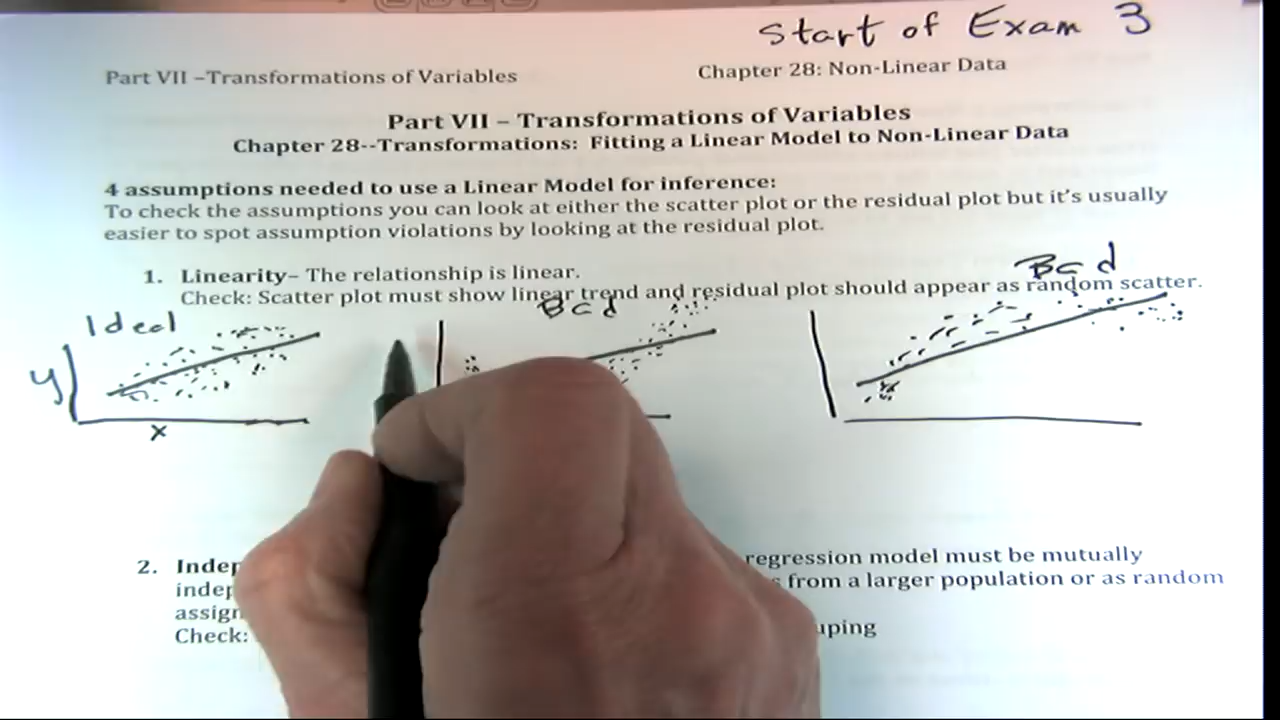 Start of Exam 3
Part VII –Transformations of Variables
Chapter 28: Non-Linear Data
Part VII – Transformations of Variables
Chapter 28--Transformations: Fitting a Linear Model to Non-Linear Data
4 assumptions needed to use a Linear Model for inference:
To check the assumptions you can look at either the scatter plot or the residual plot but it's usually
easier to spot assumption violations by looking at the residual plot.
1. Linearity– The relationship is linear.
Bad
Check: Scatter plot must show linear trend and residual plot should appear as random scatter.
Ideal
Bad
y
x
2. regression model must be mutually
from a larger population or as random
Check: